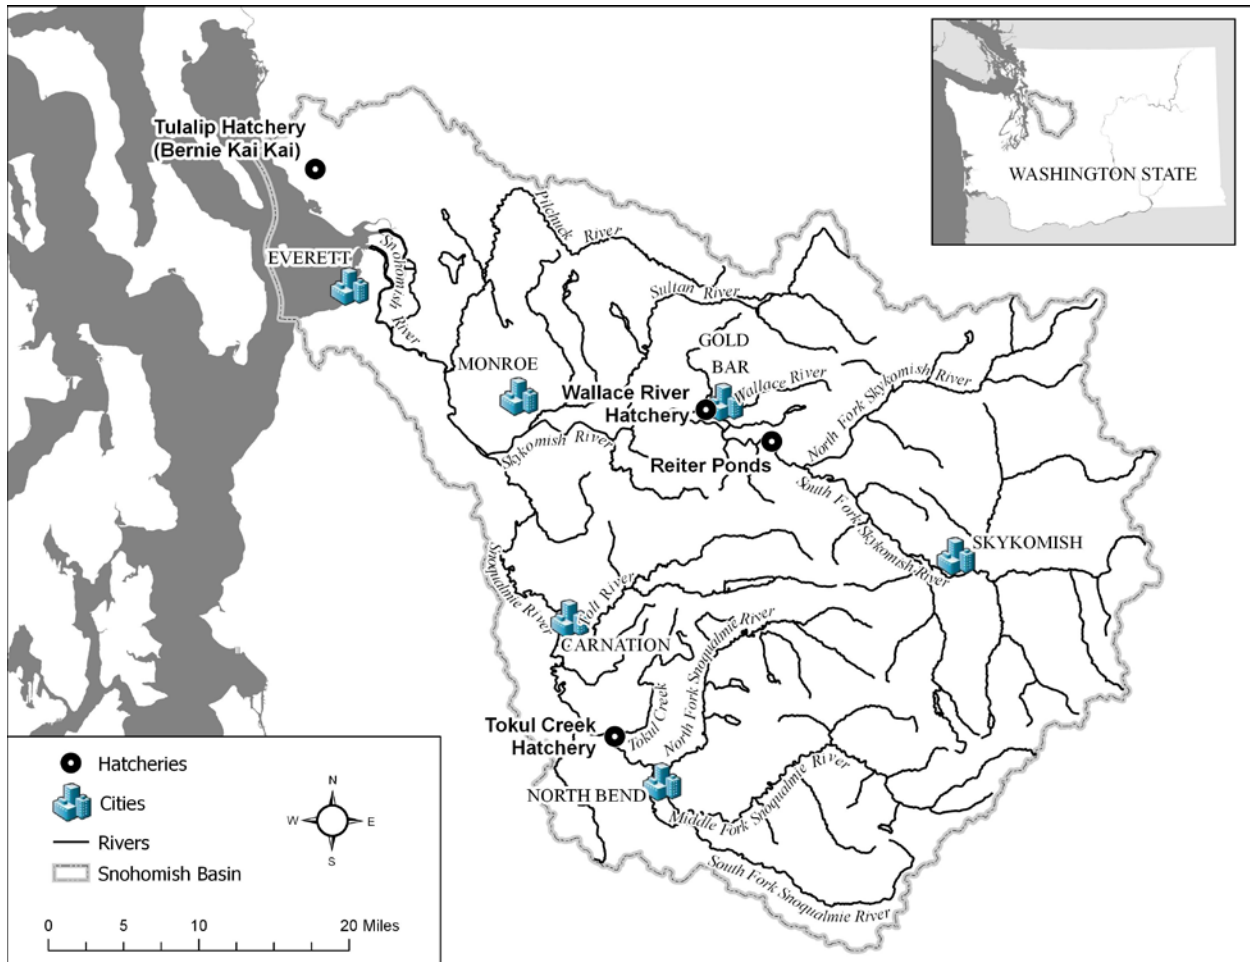 Tulalip Hatchery
(Bernie Kai Kai)
EVERETT
Snohomish River
Pilchuck River
Sultan River
MONROE
GOLD
BAR
Wallace River
Wallace River
Hatchery
North Fork Skykomish River
Skykomish River
Reiter Ponds
South Fork Skykomish River
SKYKOMISH
Snoqualmie River
Tolt River
CARNATION
North Fork Snoqualmie River
Tokul Creek
Tokul Creek
Hatchery
NORTH BEND
Middle Fork Snoqualmie River
South Fork Snoqualmie River
WASHINGTON STATE
Hatcheries
Cities
Rivers
Snohomish Basin
N
W E
S
0 5 10 20 Miles